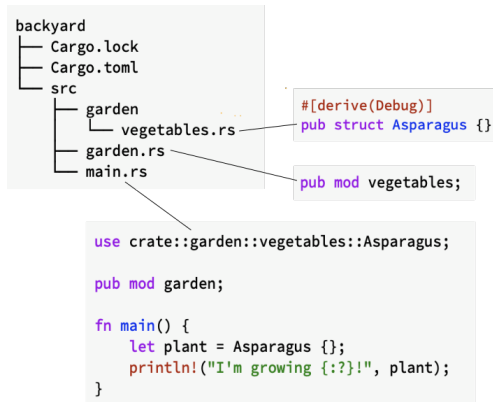 backyard
├── Cargo.lock
├── Cargo.toml
└── src
    ├── garden
    │   └── vegetables.rs
    ├── garden.rs
    └── main.rs
#[derive(Debug)]
pub struct Asparagus {}
pub mod vegetables;
use crate::garden::vegetables::Asparagus;

pub mod garden;

fn main() {
    let plant = Asparagus {};
    println!("I'm growing {:?}!", plant);
}